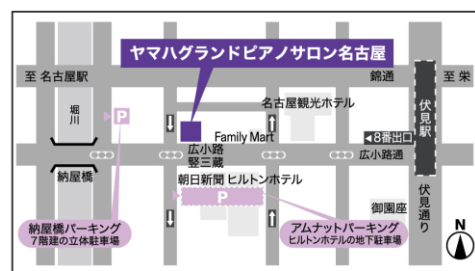 ヤマハグランドピアノサロン名古屋
至 名古屋駅
錦通
至 栄
堀川
P
名古屋観光ホテル
伏見駅
Family Mart
◀8番出口
広小路
竪三蔵
広小路通
納屋橋
朝日新聞 ヒルトンホテル
P
御園座
伏見通り
納屋橋パーキング
7階建の立体駐車場
アムナットパーキング
ヒルトンホテルの地下駐車場
N